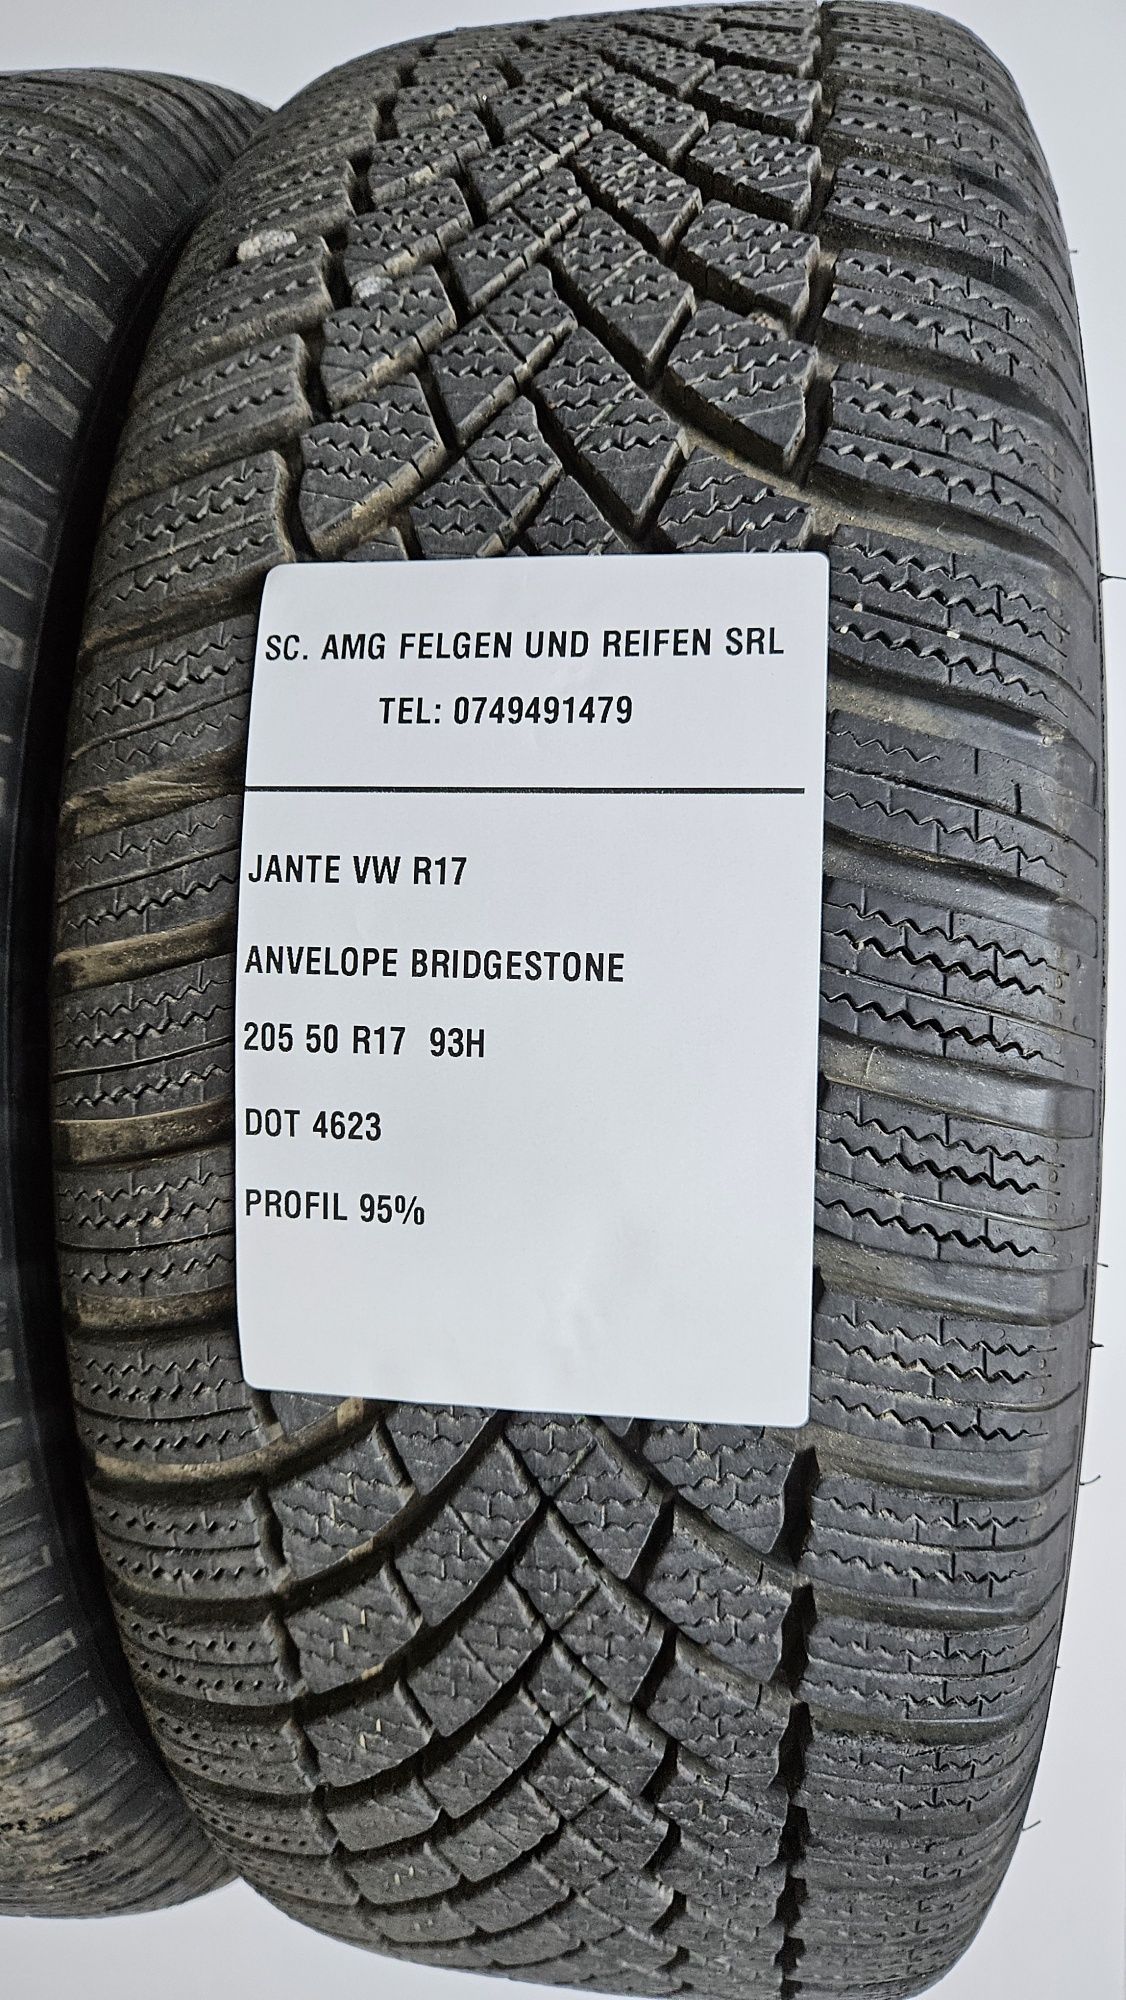 SC. AMG FELGEN UND REIFEN SRL
TEL: 0749491479
JANTE VW R17
ANVELOPE BRIDGESTONE
205 50 R17 93H
DOT 4623
PROFIL 95%